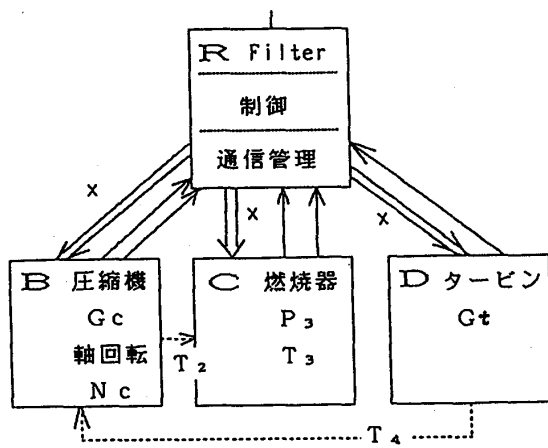 R Filter
制御
通信管理
x
x
x
B 圧縮機
Gc
軸回転
Nc
T₂
C 燃焼器
P₃
T₃
D タービン
Gt
T₄